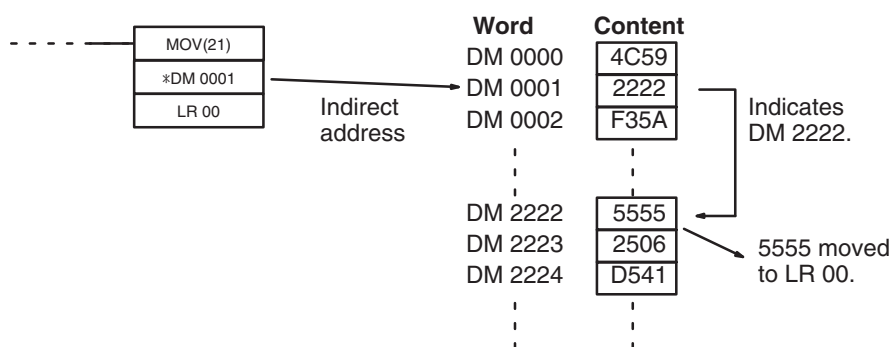 MOV(21)
*DM 0001
LR 00
Indirect
address
Word Content
DM 0000 4C59
DM 0001 2222
DM 0002 F35A
Indicates
DM 2222.
DM 2222 5555
DM 2223 2506
DM 2224 D541
5555 moved
to LR 00.